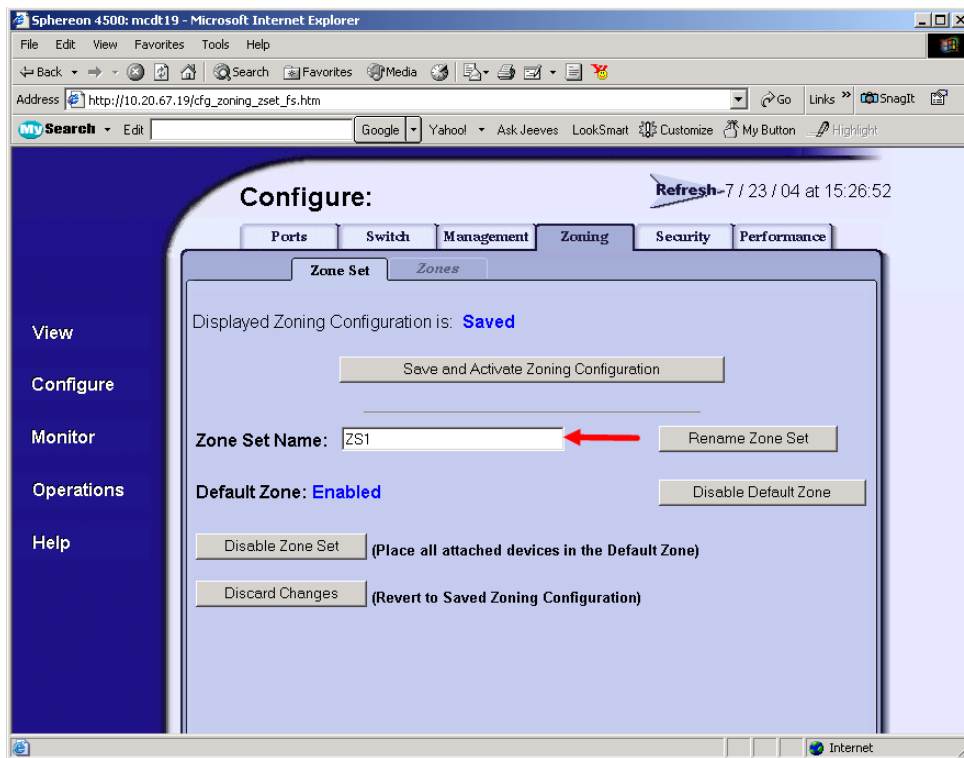 Sphereon 4500: mcdt19 - Microsoft Internet Explorer
File Edit View Favorites Tools Help
Back Search Favorites Media
Address http://10.20.67.19/cfg_zoning_zset_fs.htm Go Links » SnagIt
My Search Edit Google Yahoo! Ask Jeeves LookSmart Customize My Button Highlight
Configure:
Refresh-7 / 23 / 04 at 15:26:52
Ports Switch Management Zoning Security Performance
Zone Set Zones
View
Configure
Monitor
Operations
Help
Displayed Zoning Configuration is: Saved
Save and Activate Zoning Configuration
Zone Set Name: ZS1 Rename Zone Set
Default Zone: Enabled Disable Default Zone
Disable Zone Set (Place all attached devices in the Default Zone)
Discard Changes (Revert to Saved Zoning Configuration)
Internet